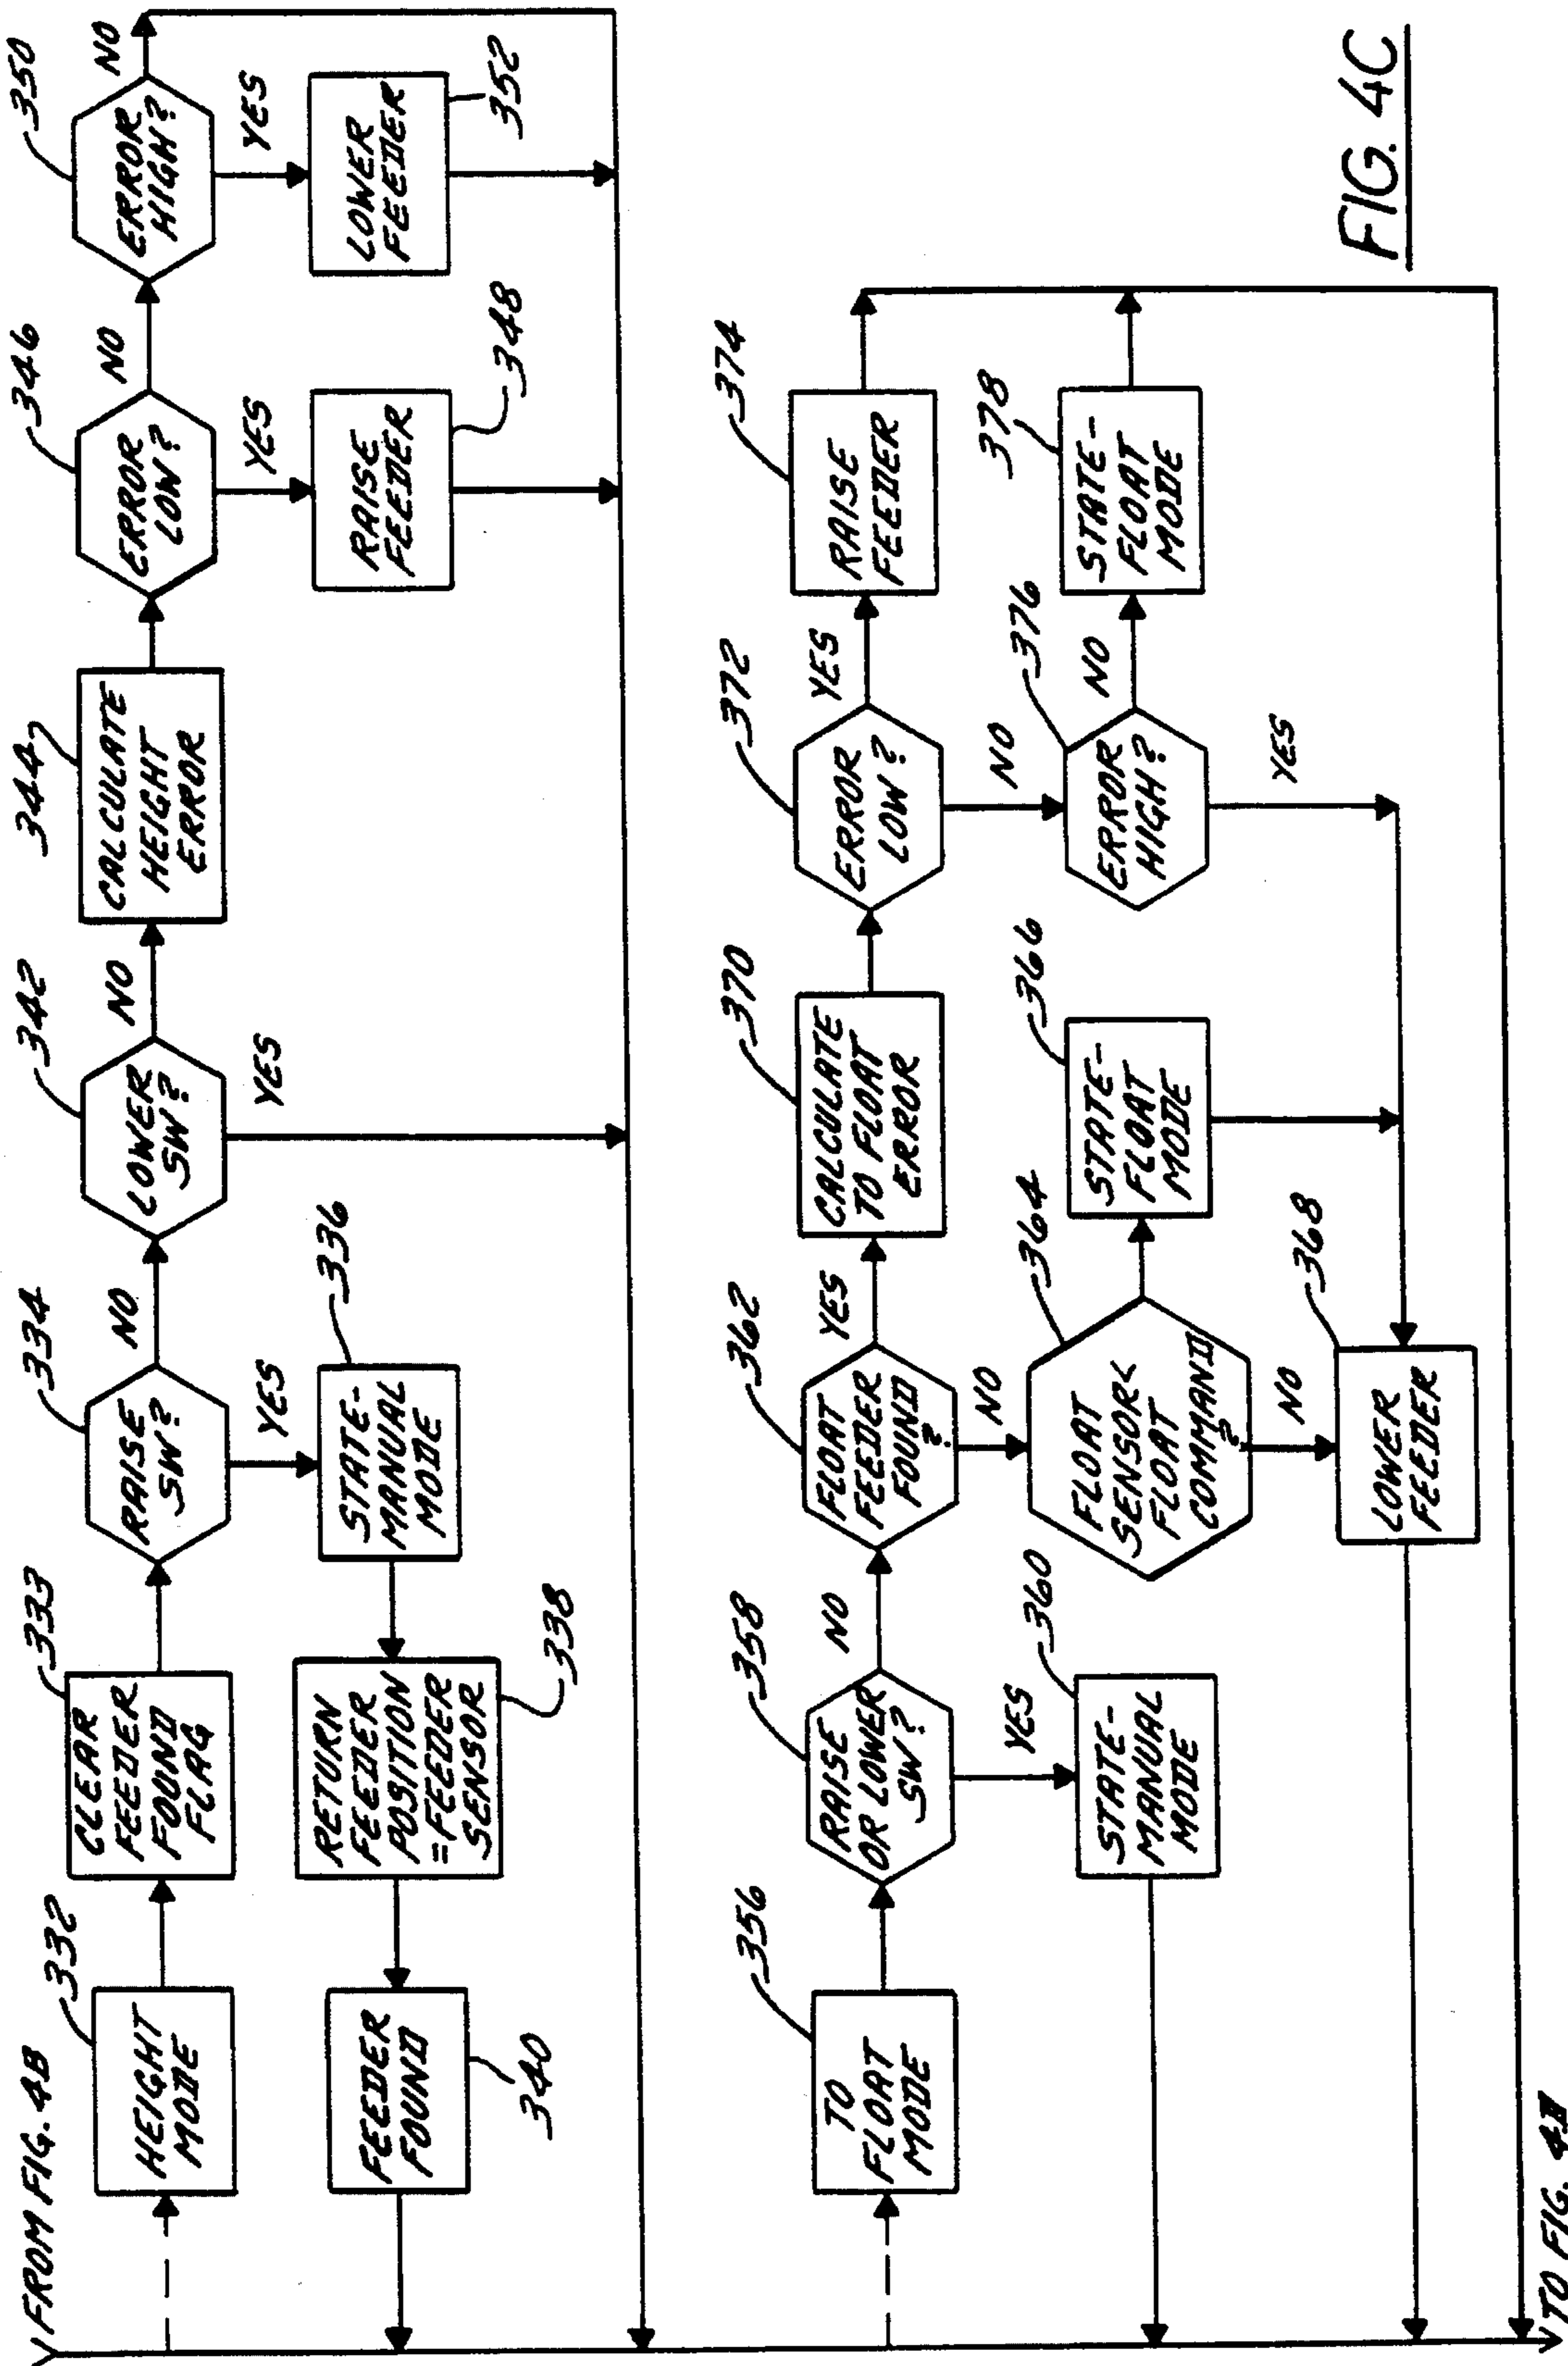 FROM FIG. 4B
332
HEIGHT
MODE
333
CLEAR
FEEDER
FOUND
FLAG
334
RAISE
SW?
NO
YES
336
STATE-
MANUAL
MODE
338
RETURN
FEEDER
POSITION
=FEEDER
SENSOR
340
FEEDER
FOUND
342
LOWER
SW?
NO
YES
344
CALCULATE
HEIGHT
ERROR
346
ERROR
LOW?
NO
YES
348
RAISE
FEEDER
350
ERROR
HIGH?
NO
YES
352
LOWER
FEEDER
356
TO
FLOAT
MODE
358
RAISE
OR LOWER
SW?
NO
YES
360
STATE-
MANUAL
MODE
362
FLOAT
FEEDER
FOUND
?
YES
NO
364
FLOAT
SENSOR<
FLOAT
COMMAND
?
NO
366
STATE-
FLOAT
MODE
368
LOWER
FEEDER
370
CALCULATE
TO FLOAT
ERROR
372
ERROR
LOW?
YES
NO
374
RAISE
FEEDER
376
ERROR
HIGH?
NO
YES
378
STATE-
FLOAT
MODE
TO FIG. 4D
FIG. 4C